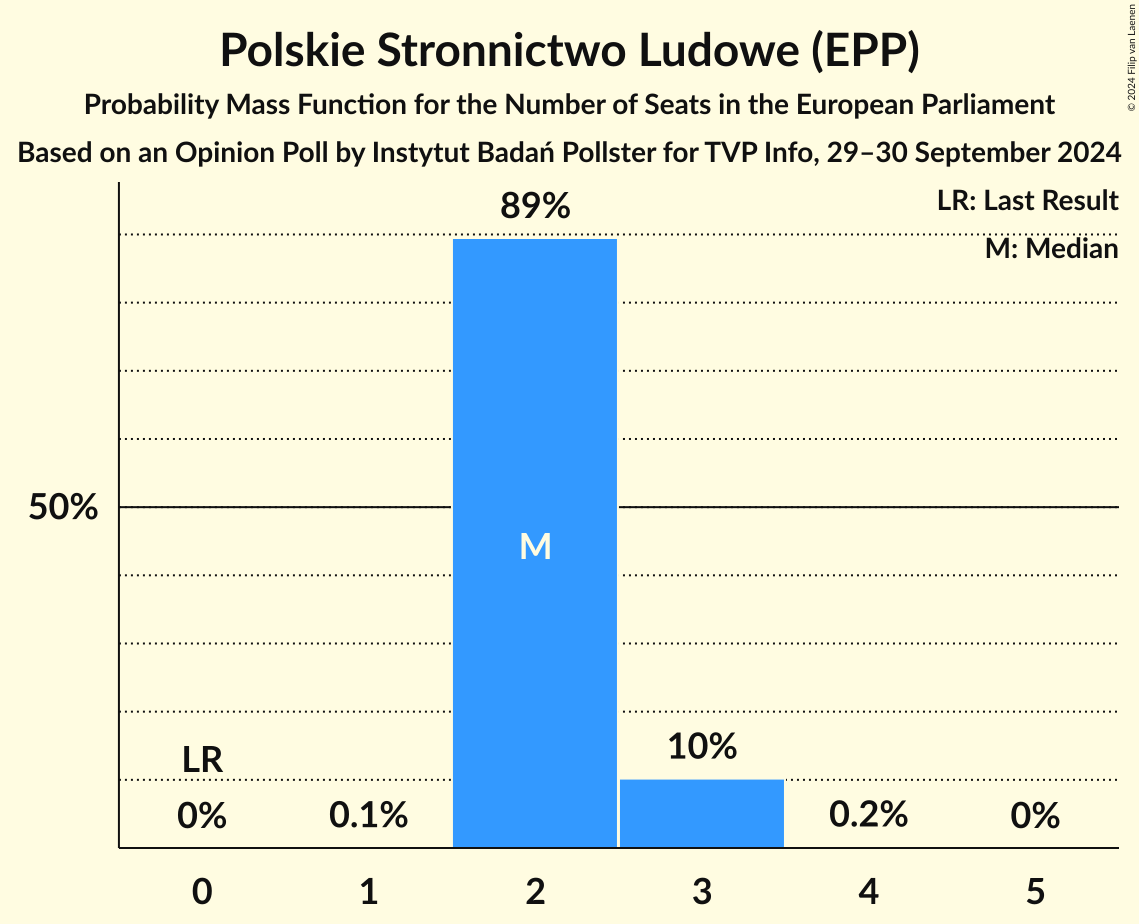 Polskie Stronnictwo Ludowe (EPP)
Probability Mass Function for the Number of Seats in the European Parliament
Based on an Opinion Poll by Instytut Badań Pollster for TVP Info, 29–30 September 2024
© 2024 Filip van Laenen
LR: Last Result
M: Median
89%
50%
M
LR
10%
0%
0.1%
0.2%
0%
0
1
2
3
4
5